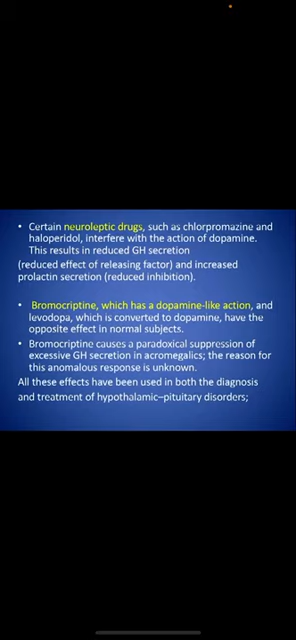 • Certain neuroleptic drugs, such as chlorpromazine and
haloperidol, interfere with the action of dopamine.
This results in reduced GH secretion
(reduced effect of releasing factor) and increased
prolactin secretion (reduced inhibition).
• Bromocriptine, which has a dopamine-like action, and
levodopa, which is converted to dopamine, have the
opposite effect in normal subjects.
• Bromocriptine causes a paradoxical suppression of
excessive GH secretion in acromegalics; the reason for
this anomalous response is unknown.
All these effects have been used in both the diagnosis
and treatment of hypothalamic–pituitary disorders;